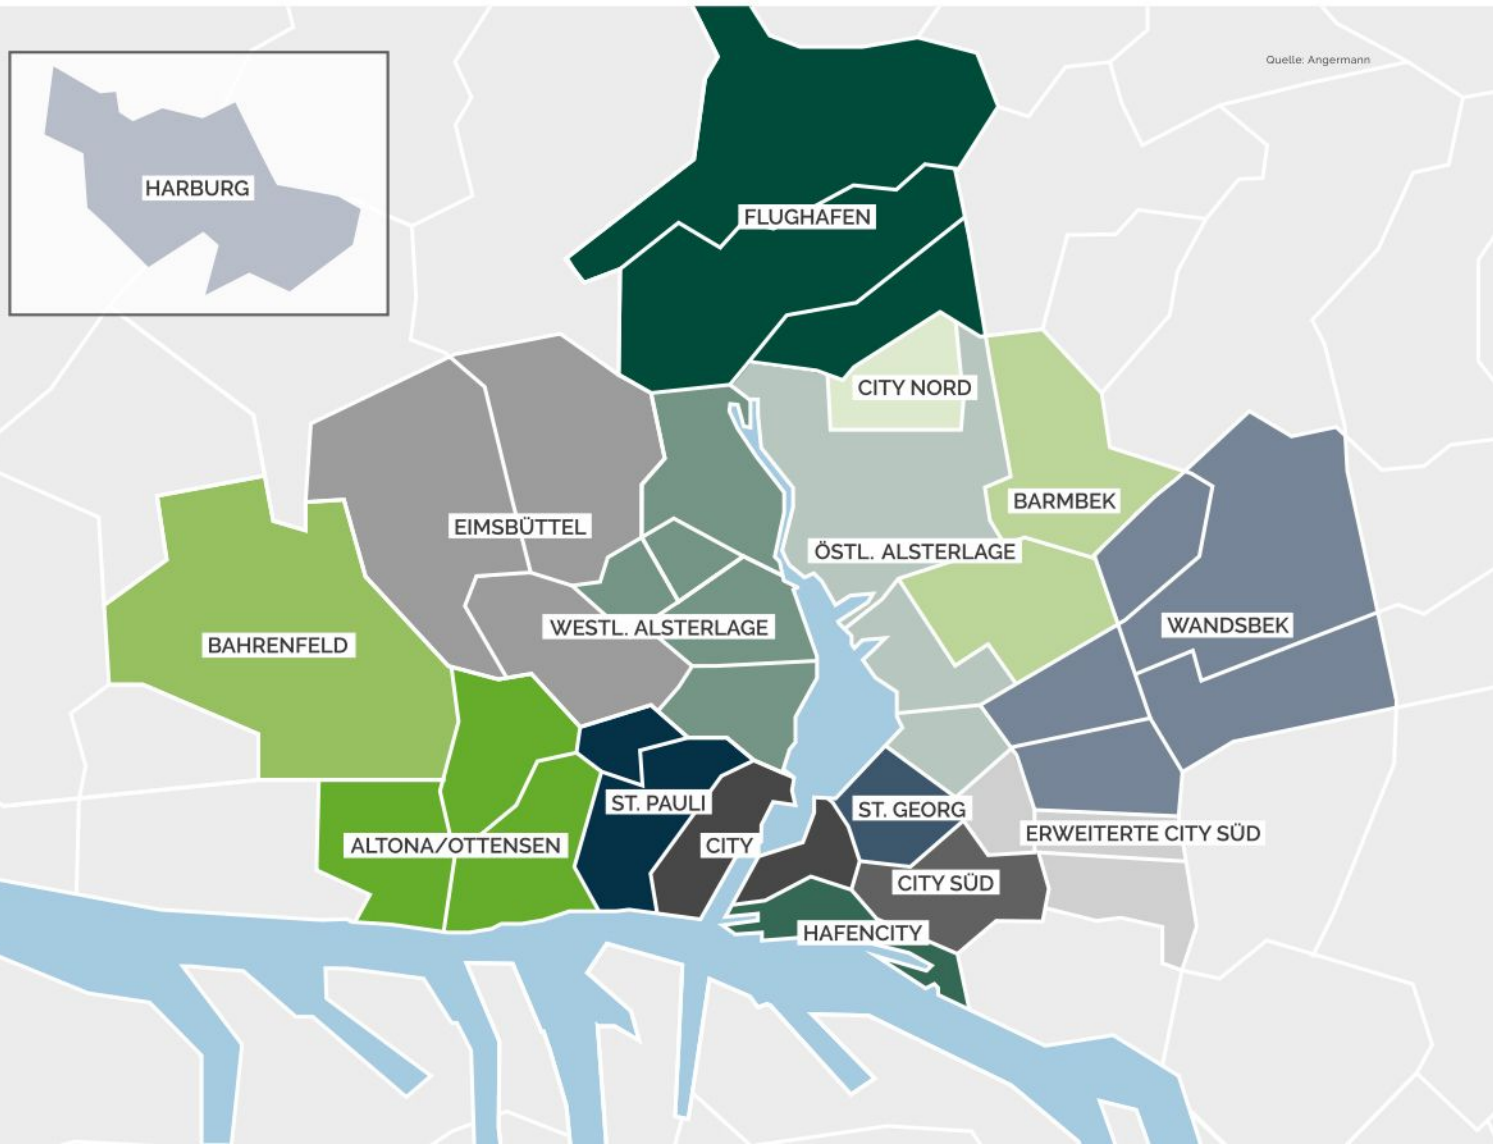 Quelle: Angermann
HARBURG
FLUGHAFEN
CITY NORD
BARMBEK
EIMSBÜTTEL
ÖSTL. ALSTERLAGE
WESTL. ALSTERLAGE
WANDSBEK
BAHRENFELD
ST. PAULI
ST. GEORG
ERWEITERTE CITY SÜD
ALTONA/OTTENSEN
CITY
CITY SÜD
HAFENCITY